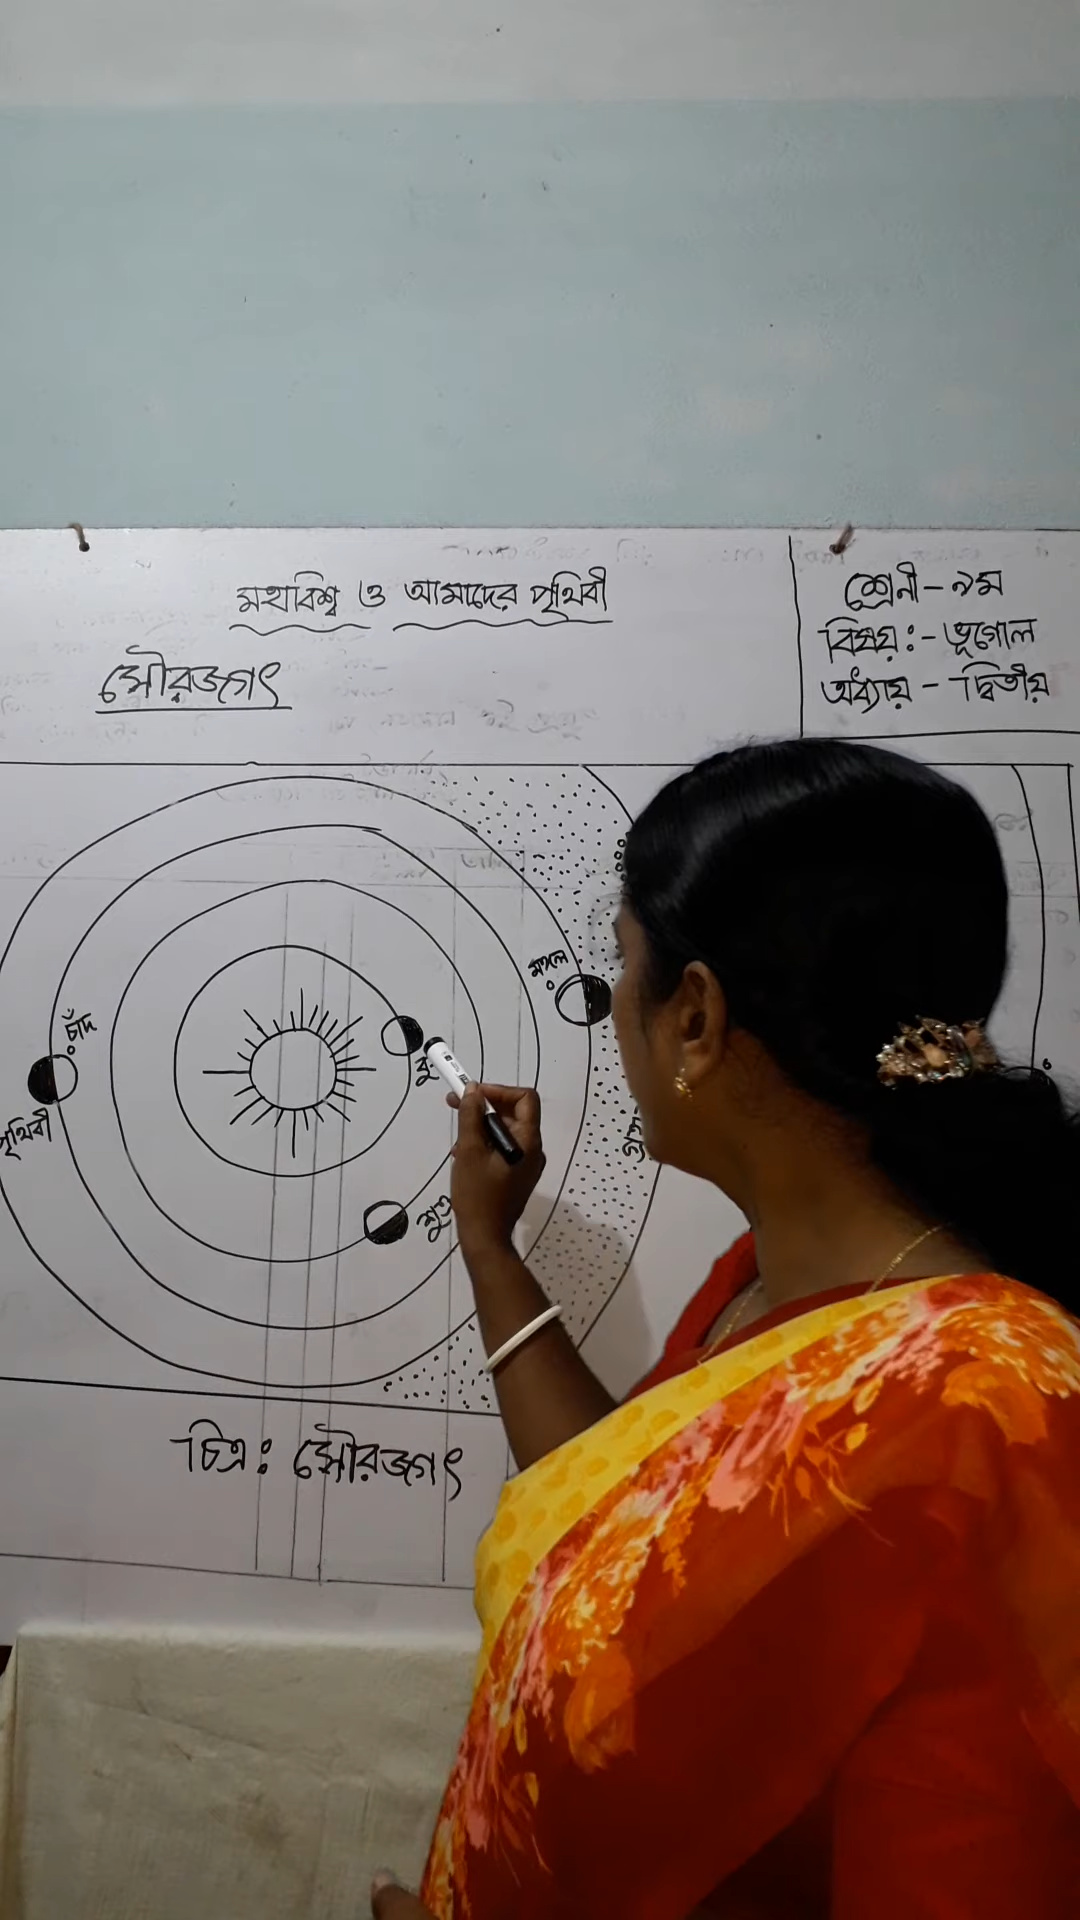 মহাবিশ্ব ও আমাদের পৃথিবী
সৌরজগৎ
শ্রেনী - ৯ম
বিষয়ঃ - ভূগোল
অধ্যায় - দ্বিতীয়
মঙ্গল
চাঁদ
পৃথিবী
চিত্রঃ সৌরজগৎ